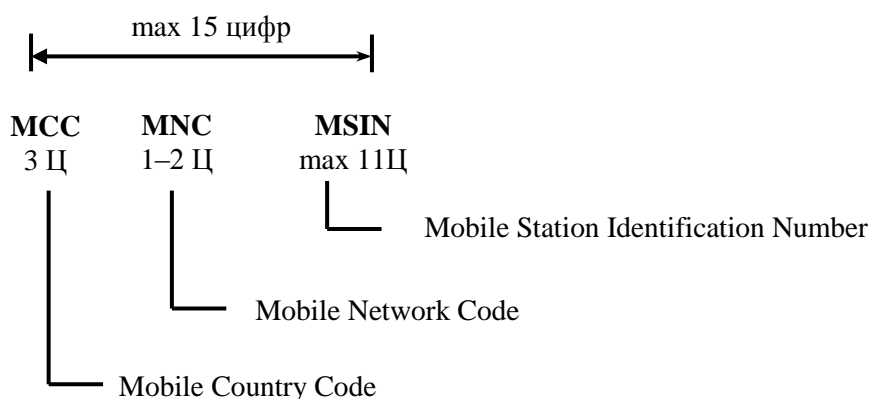 max 15 цифр
MCC MNC MSIN
3 Ц 1–2 Ц max 11Ц
Mobile Station Identification Number
Mobile Network Code
Mobile Country Code